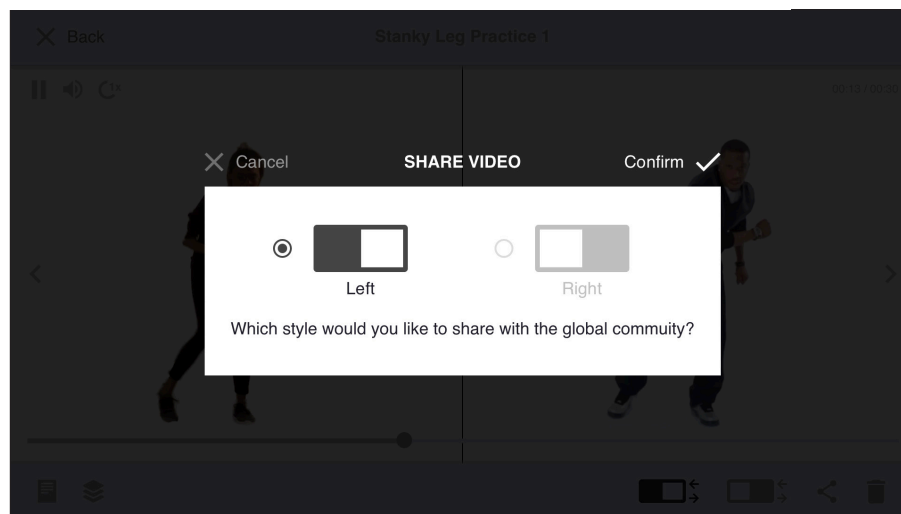 Back
Stanky Leg Practice 1
00:13 / 00:30
Cancel
SHARE VIDEO
Confirm
Left
Right
Which style would you like to share with the global commuity?